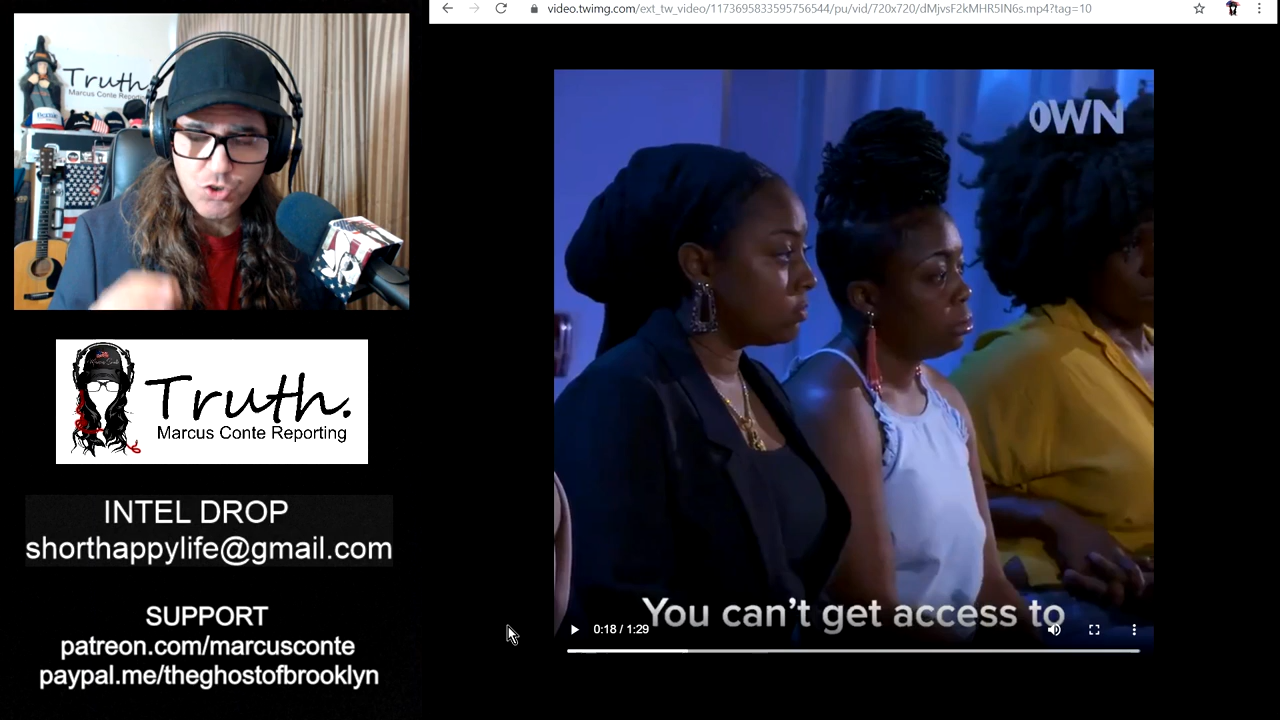 video.twimg.com/ext_tw_video/1173695833595756544/pu/vid/720x720/dMjvsF2kMHR5IN6s.mp4?tag=10
Truth.
Marcus Conte Reporting
OWN
Truth.
Marcus Conte Reporting
INTEL DROP
shorthappylife@gmail.com
SUPPORT
patreon.com/marcusconte
paypal.me/theghostofbrooklyn
You can't get access to
0:18 / 1:29